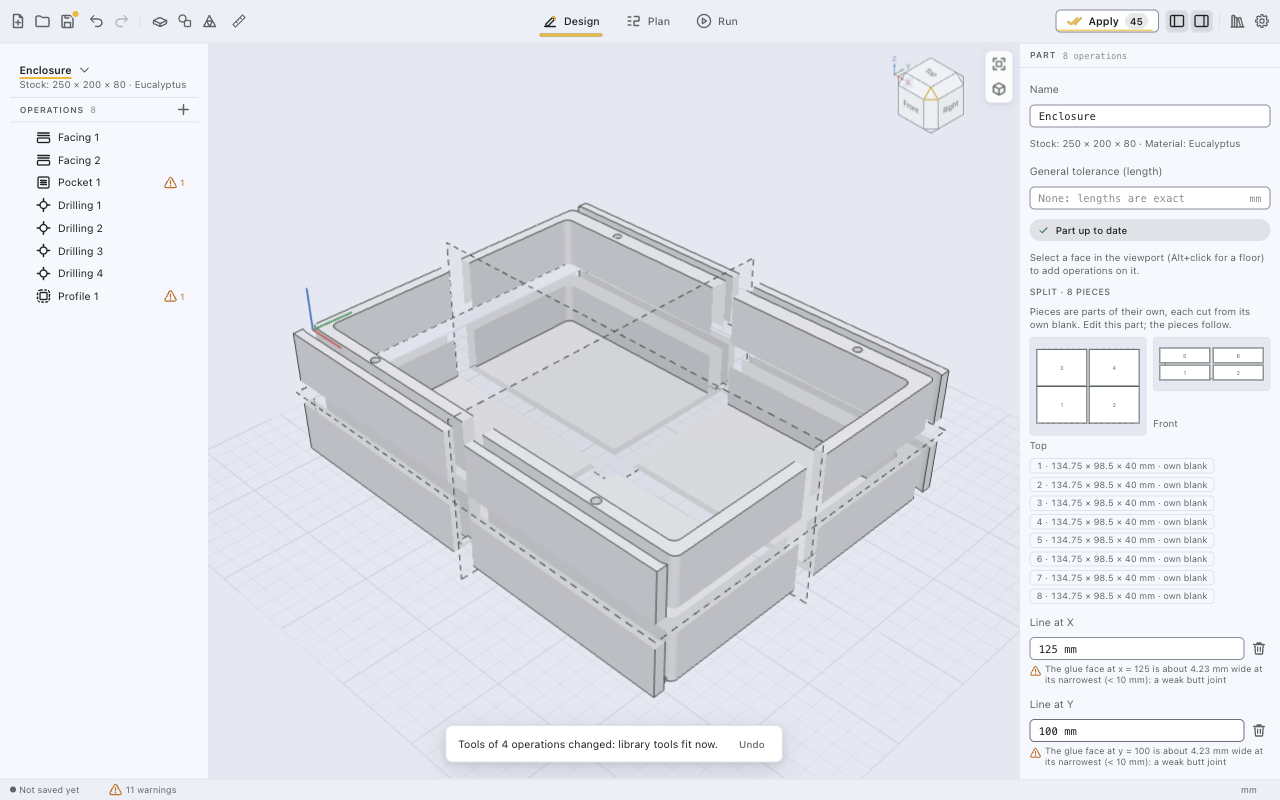 Design
Plan
Run
Apply 45
Enclosure
Stock: 250 × 200 × 80 · Eucalyptus
OPERATIONS 8
Facing 1
Facing 2
Pocket 1
1
Drilling 1
Drilling 2
Drilling 3
Drilling 4
Profile 1
1
Z
Y
X
Top
Front
Right
Tools of 4 operations changed: library tools fit now.
Undo
PART 8 operations
Name
Enclosure
Stock: 250 × 200 × 80 · Material: Eucalyptus
General tolerance (length)
None: lengths are exact mm
Part up to date
Select a face in the viewport (Alt+click for a floor)
to add operations on it.
SPLIT · 8 PIECES
Pieces are parts of their own, each cut from its
own blank. Edit this part; the pieces follow.
3 4
1 2
Top
5 6
1 2
Front
1 · 134.75 × 98.5 × 40 mm · own blank
2 · 134.75 × 98.5 × 40 mm · own blank
3 · 134.75 × 98.5 × 40 mm · own blank
4 · 134.75 × 98.5 × 40 mm · own blank
5 · 134.75 × 98.5 × 40 mm · own blank
6 · 134.75 × 98.5 × 40 mm · own blank
7 · 134.75 × 98.5 × 40 mm · own blank
8 · 134.75 × 98.5 × 40 mm · own blank
Line at X
125 mm
The glue face at x = 125 is about 4.23 mm wide at
its narrowest (< 10 mm): a weak butt joint
Line at Y
100 mm
The glue face at y = 100 is about 4.23 mm wide at
its narrowest (< 10 mm): a weak butt joint
Not saved yet
11 warnings
mm